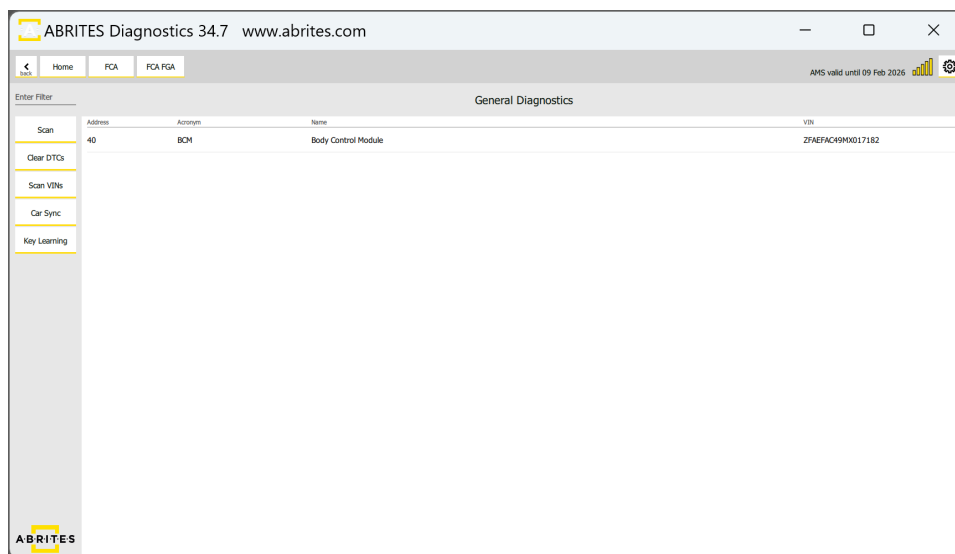 ABRITES Diagnostics 34.7 www.abrites.com
back Home FCA FCA FGA AMS valid until 09 Feb 2026
Enter Filter
General Diagnostics
Scan
Clear DTCs
Scan VINs
Car Sync
Key Learning
Address Acronym Name VIN
40 BCM Body Control Module ZFAEFAC49MX017182
A·B·R·I·T·E·S